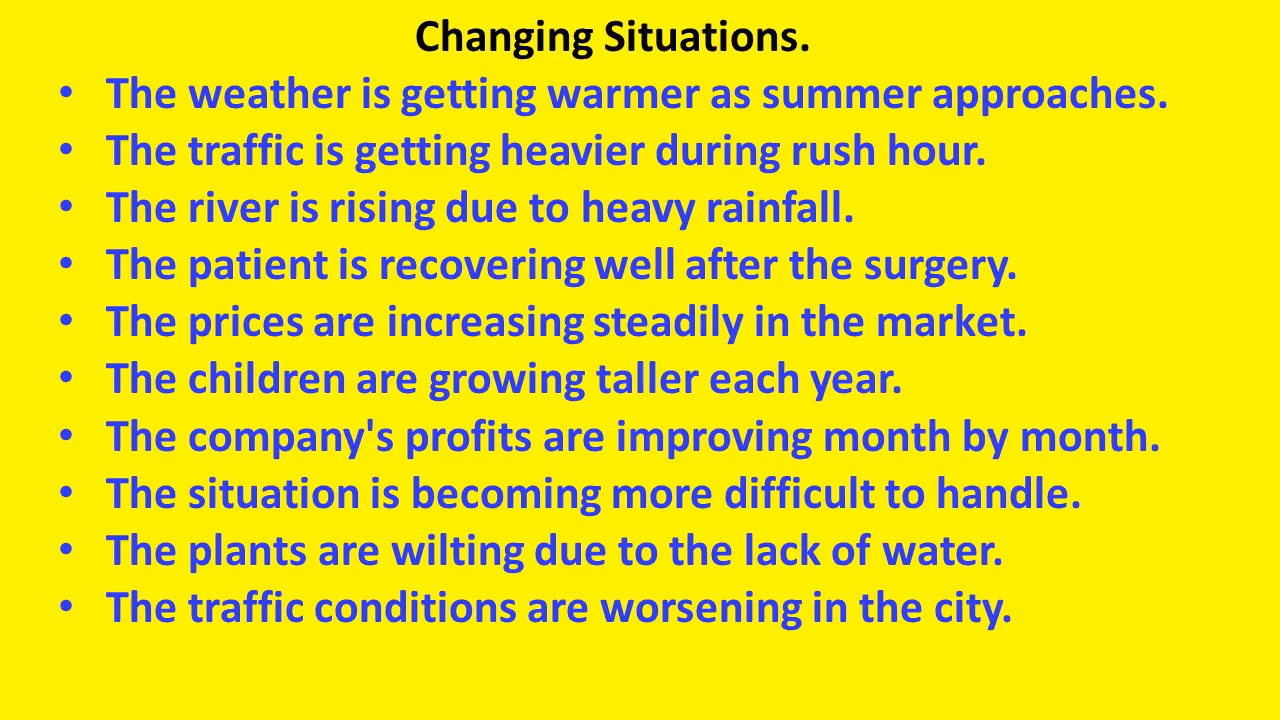 Changing Situations.
• The weather is getting warmer as summer approaches.
• The traffic is getting heavier during rush hour.
• The river is rising due to heavy rainfall.
• The patient is recovering well after the surgery.
• The prices are increasing steadily in the market.
• The children are growing taller each year.
• The company's profits are improving month by month.
• The situation is becoming more difficult to handle.
• The plants are wilting due to the lack of water.
• The traffic conditions are worsening in the city.